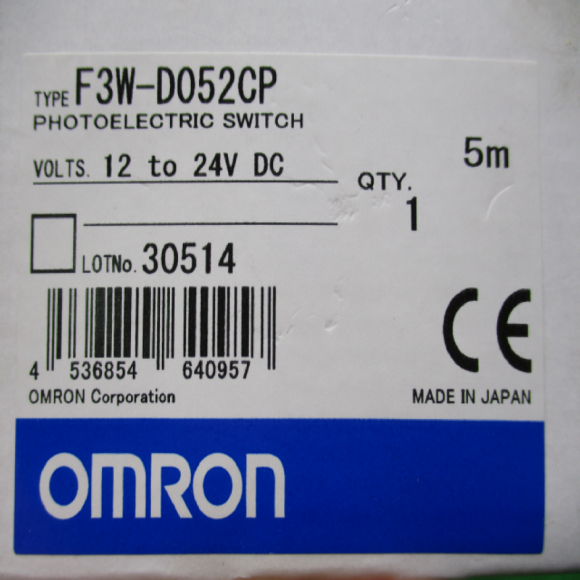 TYPE F3W-D052CP
PHOTOELECTRIC SWITCH
5m
VOLTS. 12 to 24V DC
QTY.
1
LOTNo. 30514
4 536854 640957
CE
OMRON Corporation
MADE IN JAPAN
OMRON